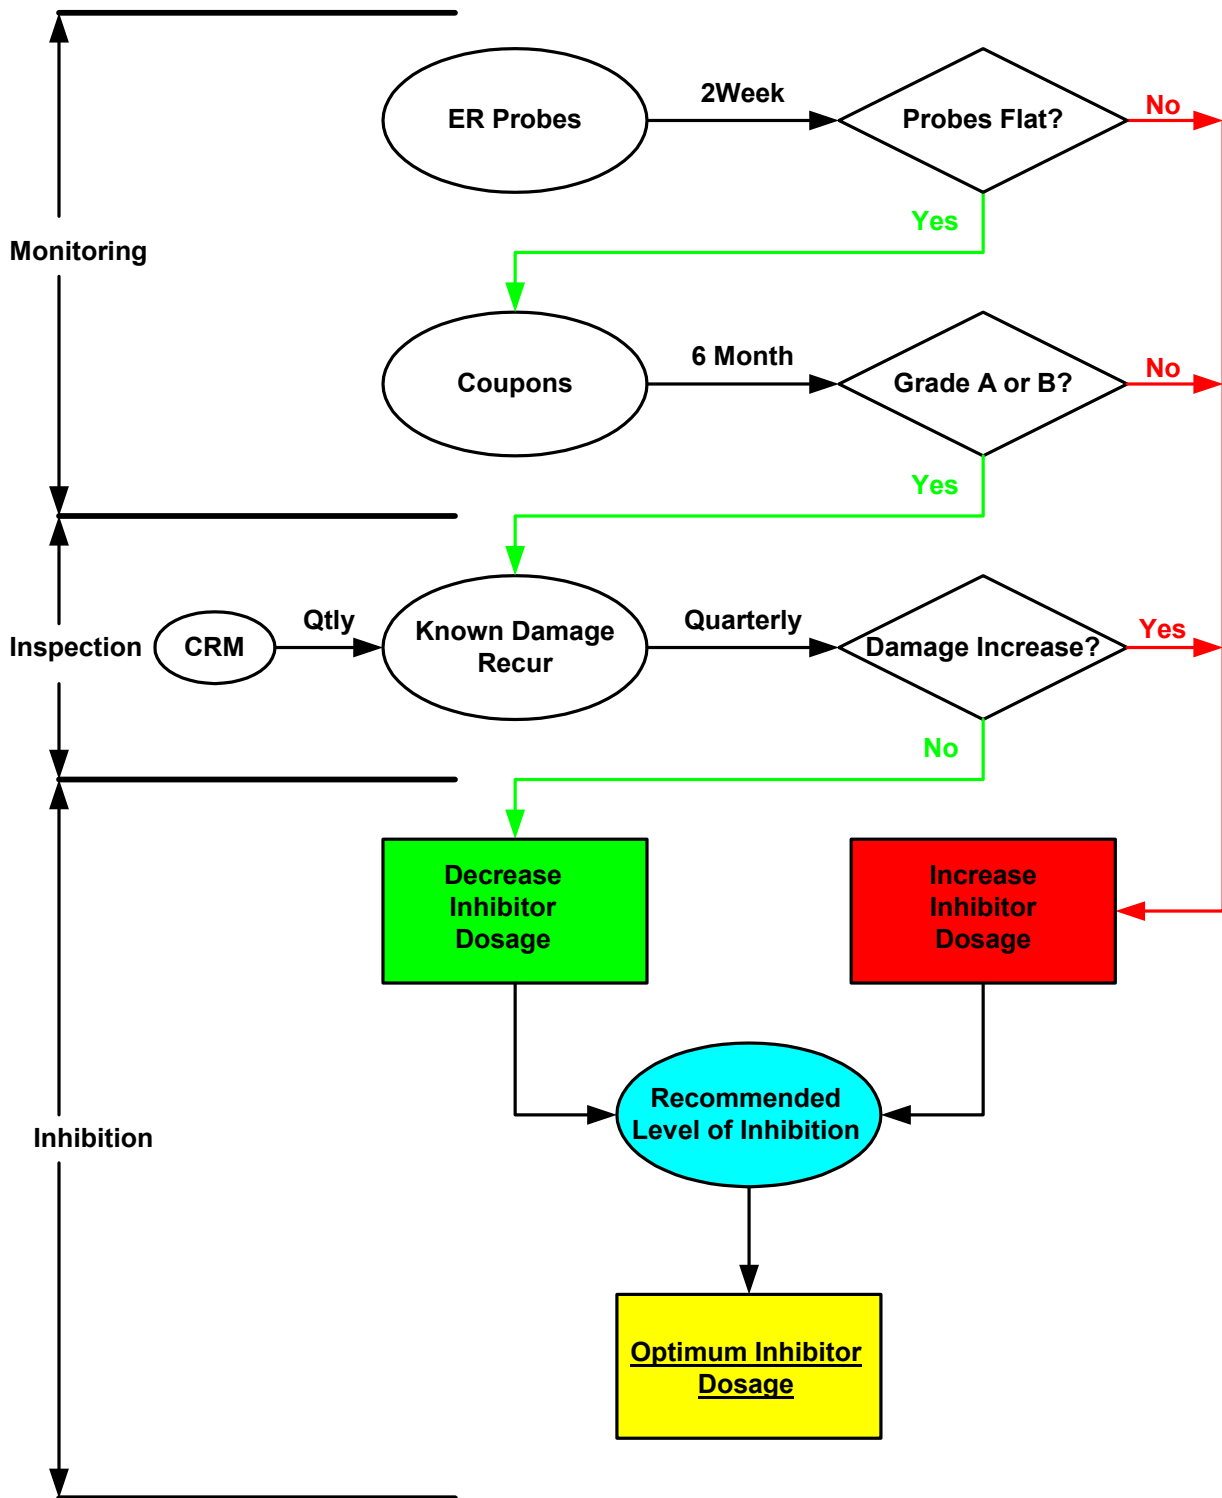 2Week
ER Probes
Probes Flat?
No
Yes
Monitoring
6 Month
Coupons
Grade A or B?
No
Yes
Inspection
CRM
Qtly
Known Damage
Recur
Quarterly
Damage Increase?
Yes
No
Decrease
Inhibitor
Dosage
Increase
Inhibitor
Dosage
Recommended
Level of Inhibition
Inhibition
Optimum Inhibitor
Dosage